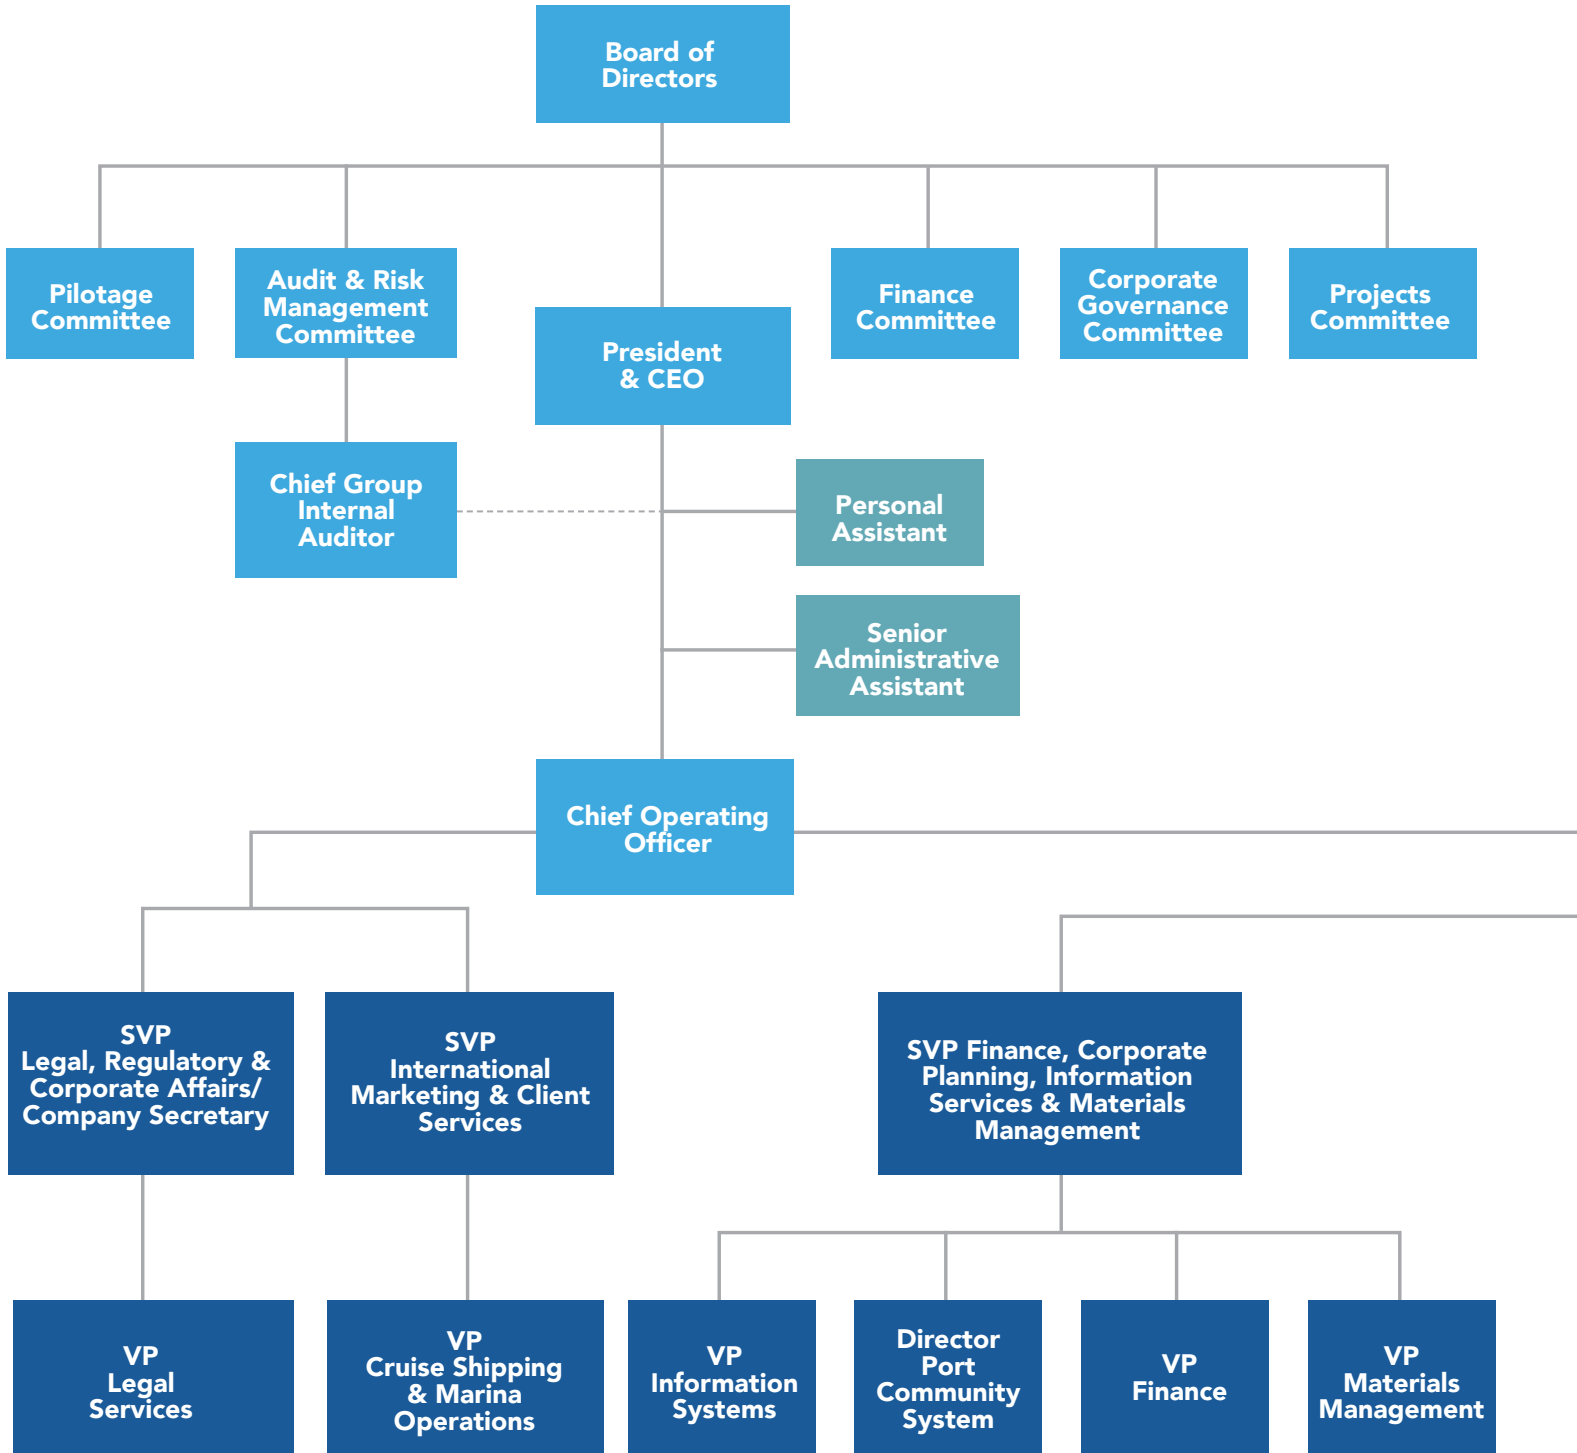 Board of
Directors
Pilotage
Committee
Audit & Risk
Management
Committee
President
& CEO
Finance
Committee
Corporate
Governance
Committee
Projects
Committee
Chief Group
Internal
Auditor
Personal
Assistant
Senior
Administrative
Assistant
Chief Operating
Officer
SVP
Legal, Regulatory &
Corporate Affairs/
Company Secretary
SVP
International
Marketing & Client
Services
SVP Finance, Corporate
Planning, Information
Services & Materials
Management
VP
Legal
Services
VP
Cruise Shipping
& Marina
Operations
VP
Information
Systems
Director
Port
Community
System
VP
Finance
VP
Materials
Management